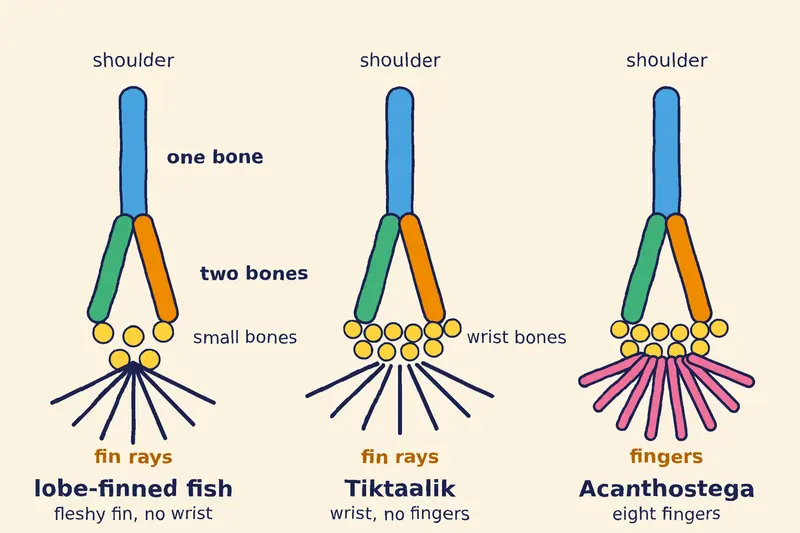 shoulder
shoulder
shoulder
one bone
two bones
small bones
wrist bones
fin rays
fin rays
fingers
lobe-finned fish
Tiktaalik
Acanthostega
fleshy fin, no wrist
wrist, no fingers
eight fingers